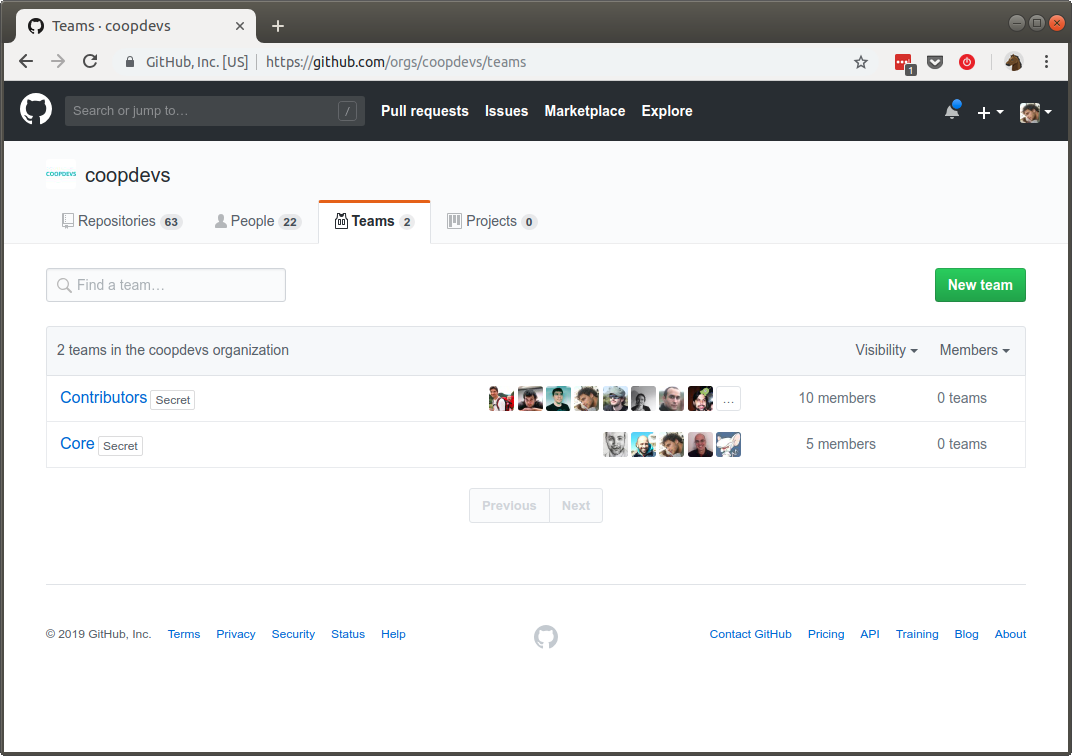 Teams · coopdevs
GitHub, Inc. [US] https://github.com/orgs/coopdevs/teams
1
Search or jump to… /
Pull requests Issues Marketplace Explore
COOPDEVS coopdevs
Repositories 63 People 22 Teams 2 Projects 0
Find a team…
New team
2 teams in the coopdevs organization Visibility Members
Contributors Secret … 10 members 0 teams
Core Secret 5 members 0 teams
Previous Next
© 2019 GitHub, Inc. Terms Privacy Security Status Help Contact GitHub Pricing API Training Blog About